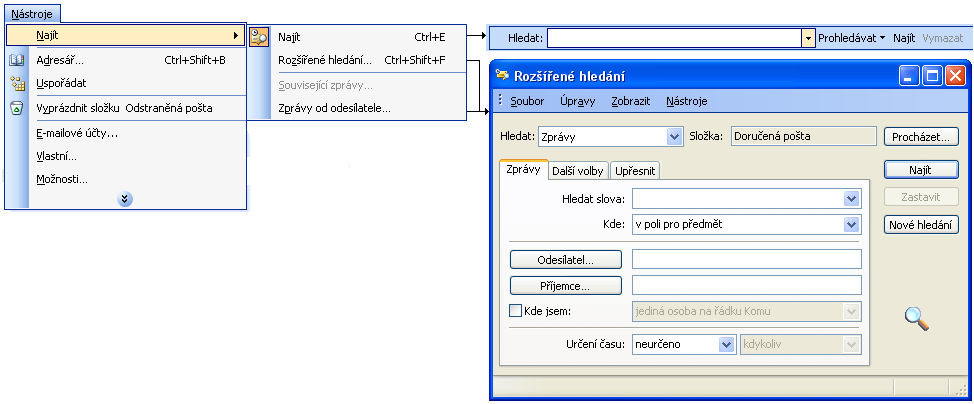 Nástroje
Najít
Adresář... Ctrl+Shift+B
Uspořádat
Vyprázdnit složku Odstraněná pošta
E-mailové účty...
Vlastní...
Možnosti...
Najít Ctrl+E
Rozšířené hledání... Ctrl+Shift+F
Související zprávy...
Zprávy od odesílatele...
Hledat: Prohledávat Najít Vymazat
Rozšířené hledání
Soubor Úpravy Zobrazit Nástroje
Hledat: Zprávy Složka: Doručená pošta Procházet...
Zprávy Další volby Upřesnit Najít
Hledat slova: Zastavit
Kde: v poli pro předmět Nové hledání
Odesílatel...
Příjemce...
Kde jsem: jediná osoba na řádku Komu
Určení času: neurčeno kdykoliv